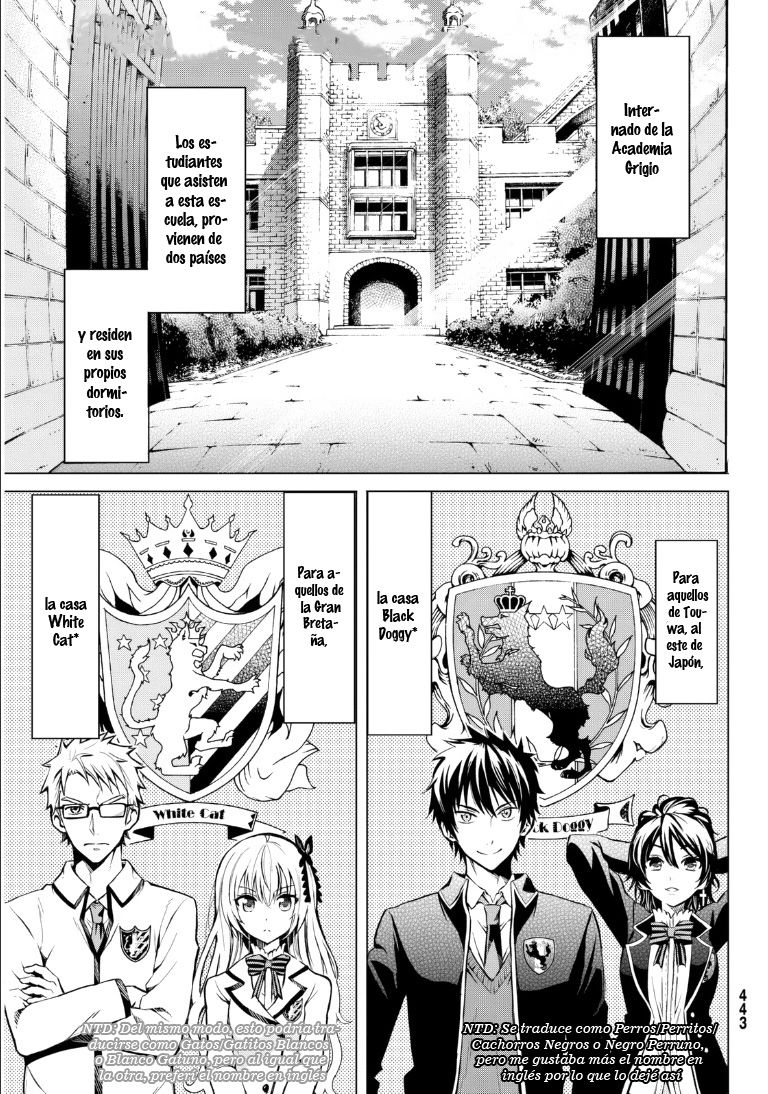 Inter-
nado de la
Academia
Grigio
Los es-
tudiantes
que asisten
a esta es-
cuela, pro-
vienen de
dos países
y residen
en sus
propios
dormi-
torios.
Para
aquellos
de Tou-
wa, al
este de
Japón,
la casa
Black
Doggy*
ck Doggy
NTD: Se traduce como Perros/Perritos/
Cachorros Negros o Negro Perruno,
pero me gustaba más el nombre en
inglés por lo que lo dejé así
Para a-
quellos de
la Gran
Breta-
ña,
la casa
White
Cat*
White Cat
NTD: Del mismo modo, esto podría tra-
ducirse como Gatos/Gatitos Blancos
o Blanco Gatuno, pero al igual que
la otra, preferí el nombre en inglés
443